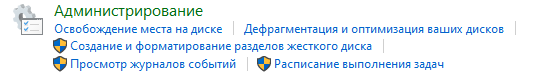 Администрирование
Освобождение места на диске Дефрагментация и оптимизация ваших дисков
Создание и форматирование разделов жесткого диска
Просмотр журналов событий Расписание выполнения задач